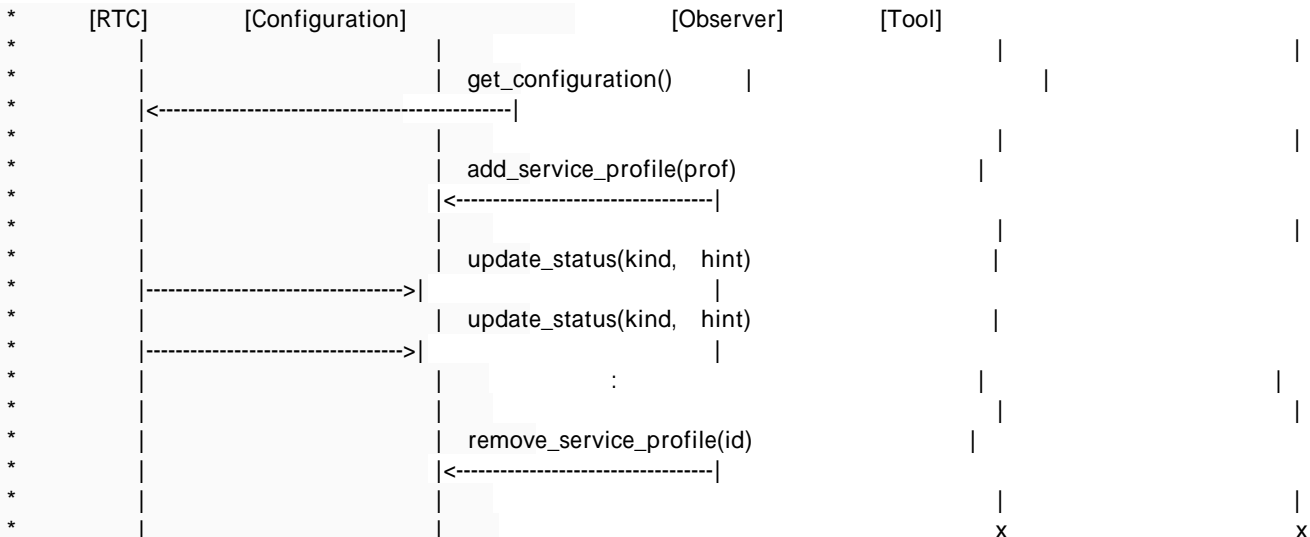 * [RTC] [Configuration] [Observer] [Tool]
* | | | |
* | | get_configuration() | |
* |<------------------------------------------------|
* | | | |
* | | add_service_profile(prof) |
* | |<-----------------------------------|
* | | | |
* | | update_status(kind, hint) |
* |----------------------------------->| |
* | | update_status(kind, hint) |
* |----------------------------------->| |
* | | : | |
* | | | |
* | | remove_service_profile(id) |
* | |<-----------------------------------|
* | | | |
* | | x x